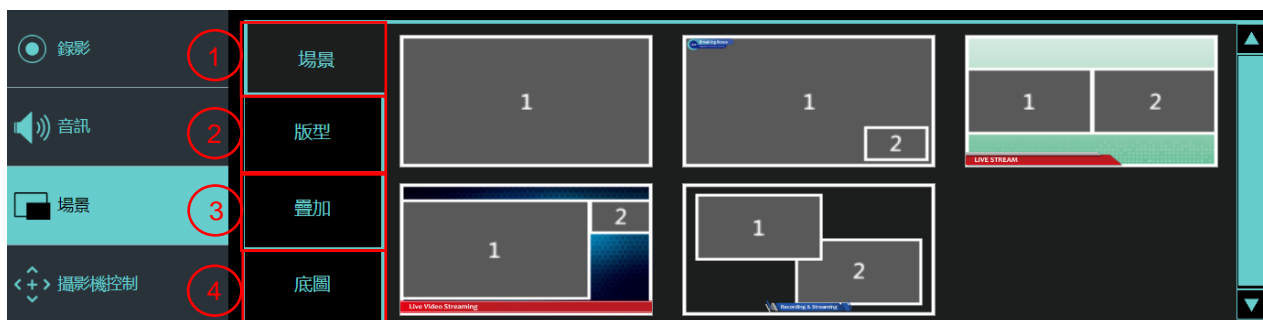 錄影
音訊
場景
攝影機控制
1
2
3
4
場景
版型
疊加
底圖
1
Breaking News
1
2
1
2
LIVE STREAM
1
2
Live Video Streaming
1
2
Recording & Streaming